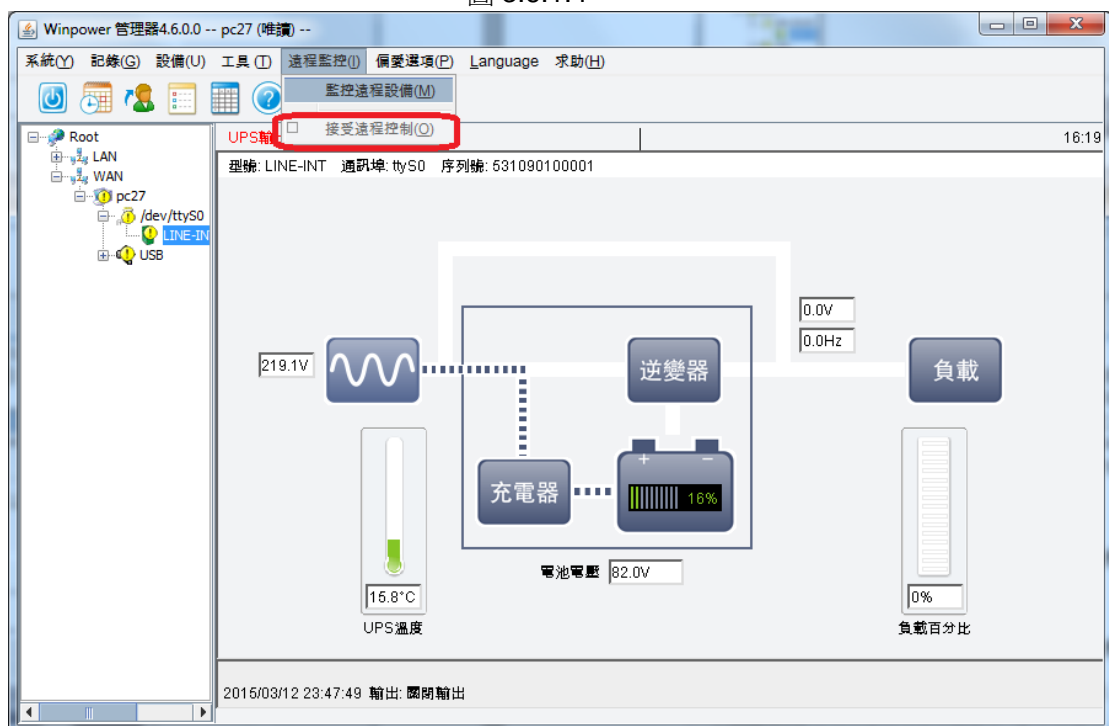 Winpower 管理器4.6.0.0 -- pc27 (唯讀) --
系統(Y) 記錄(G) 設備(U) 工具(T) 遠程監控(I) 偏愛選項(P) Language 求助(H)
監控遠程設備(M)
接受遠程控制(O)
Root
LAN
WAN
pc27
/dev/ttyS0
LINE-IN
USB
UPS輸
16:19
型號: LINE-INT 通訊埠: ttyS0 序列號: 531090100001
0.0V
0.0Hz
219.1V
逆變器
負載
充電器
+ −
16%
電池電壓 82.0V
15.8°C
UPS溫度
0%
負載百分比
2015/03/12 23:47:49 輸出: 關閉輸出